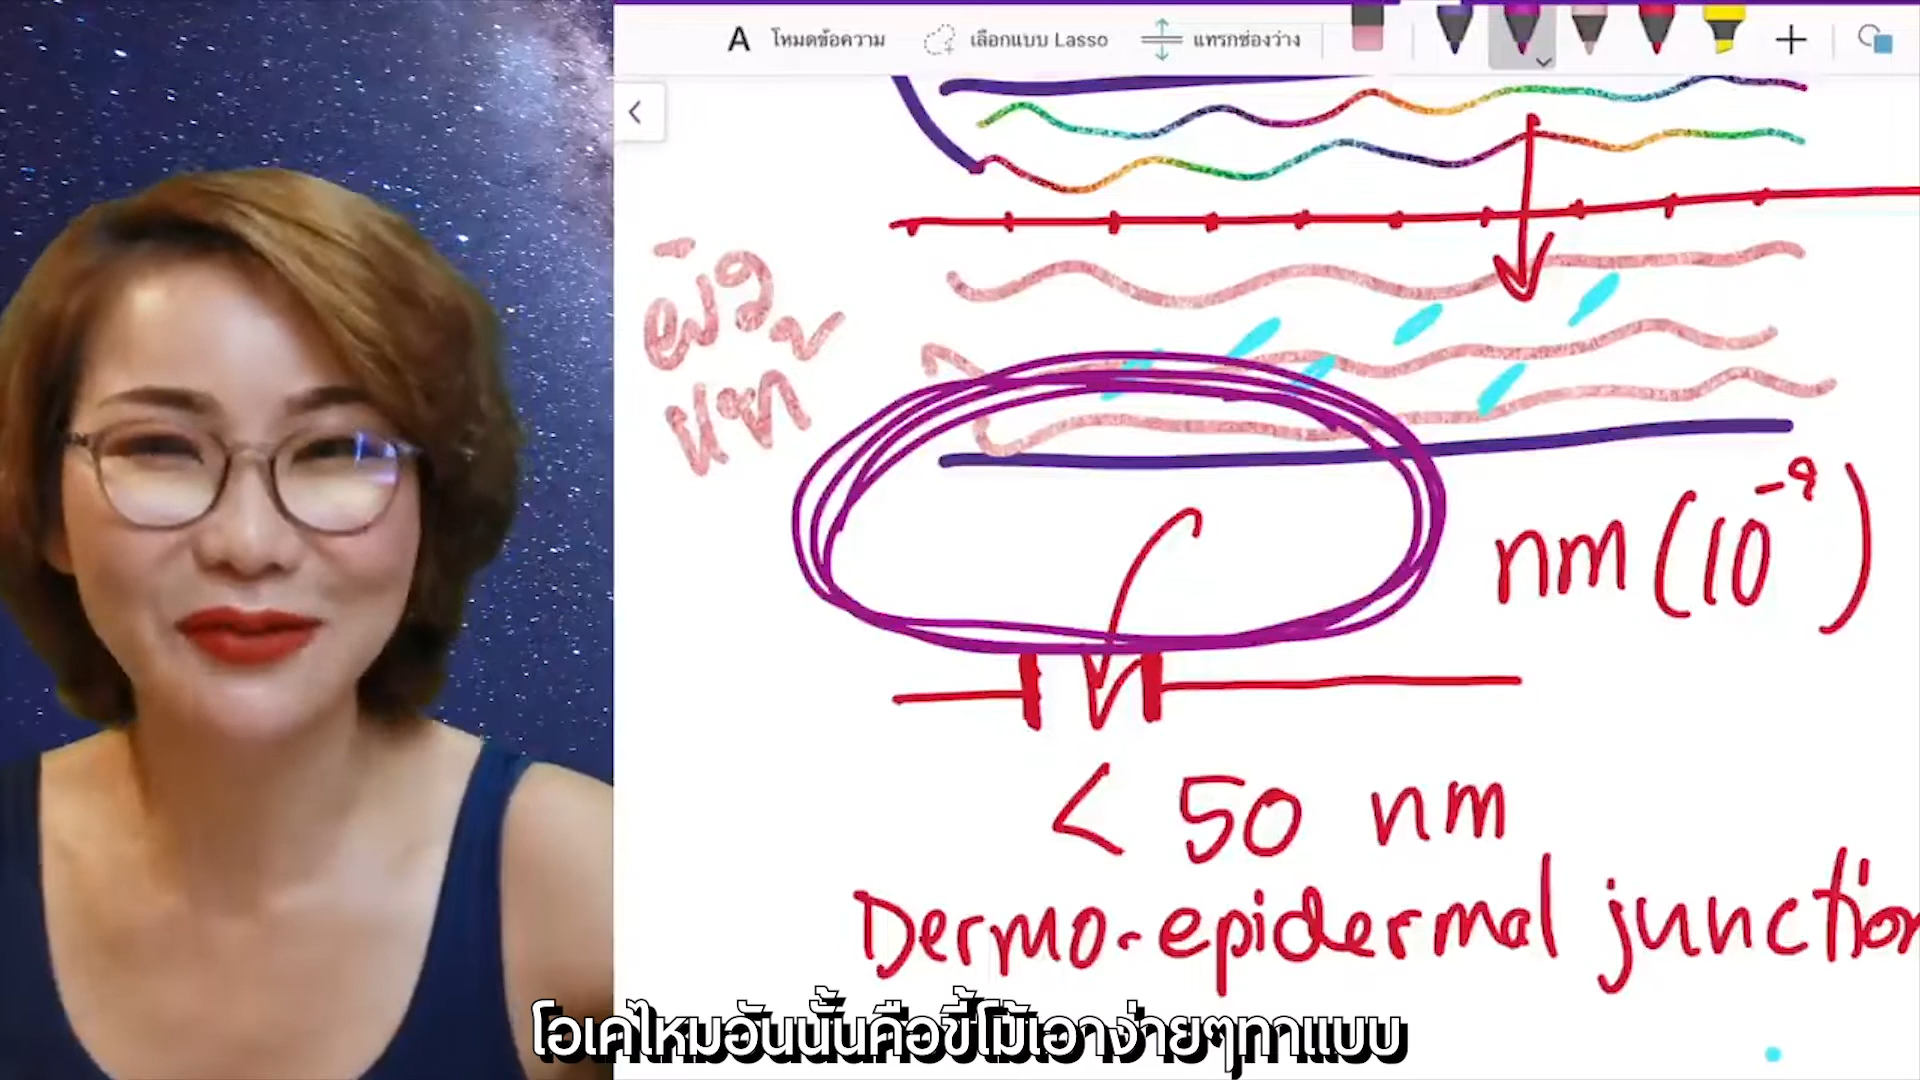 A โหมดข้อความ เลือกแบบ Lasso แทรกช่องว่าง
ผิว
แท้
nm (10⁻⁹)
< 50 nm
Dermo-epidermal junction
โอเคไหมอันนั้นคือขี้โม้เอาง่ายๆทาแบบ